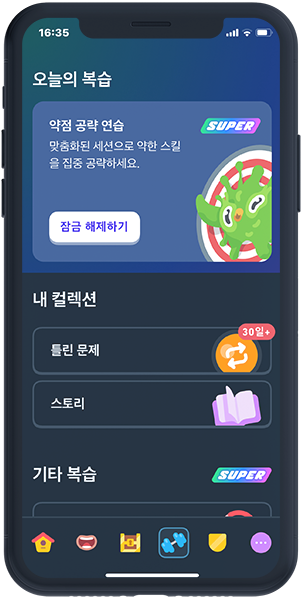 16:35
오늘의 복습
약점 공략 연습
SUPER
맞춤화된 세션으로 약한 스킬
을 집중 공략하세요.
잠금 해제하기
내 컬렉션
30일+
틀린 문제
스토리
기타 복습
SUPER